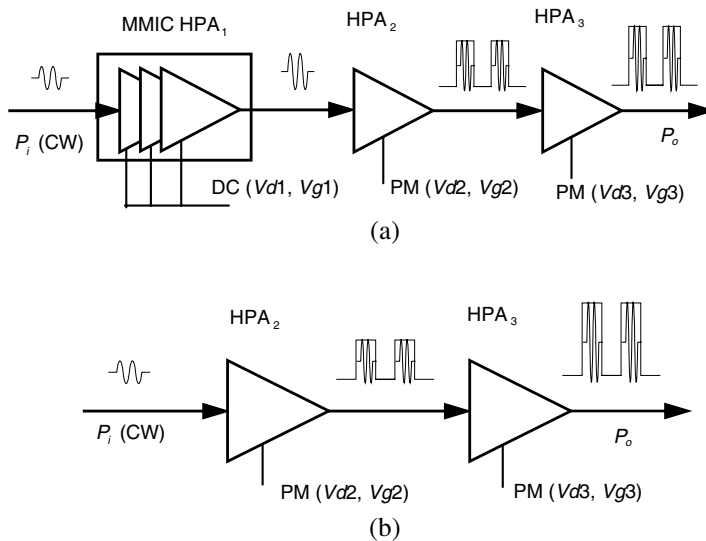 MMIC HPA₁
HPA₂
HPA₃
Pᵢ (CW)
DC (Vd1, Vg1)
PM (Vd2, Vg2)
PM (Vd3, Vg3)
Pₒ
(a)
HPA₂
HPA₃
Pᵢ (CW)
Pₒ
PM (Vd2, Vg2)
PM (Vd3, Vg3)
(b)